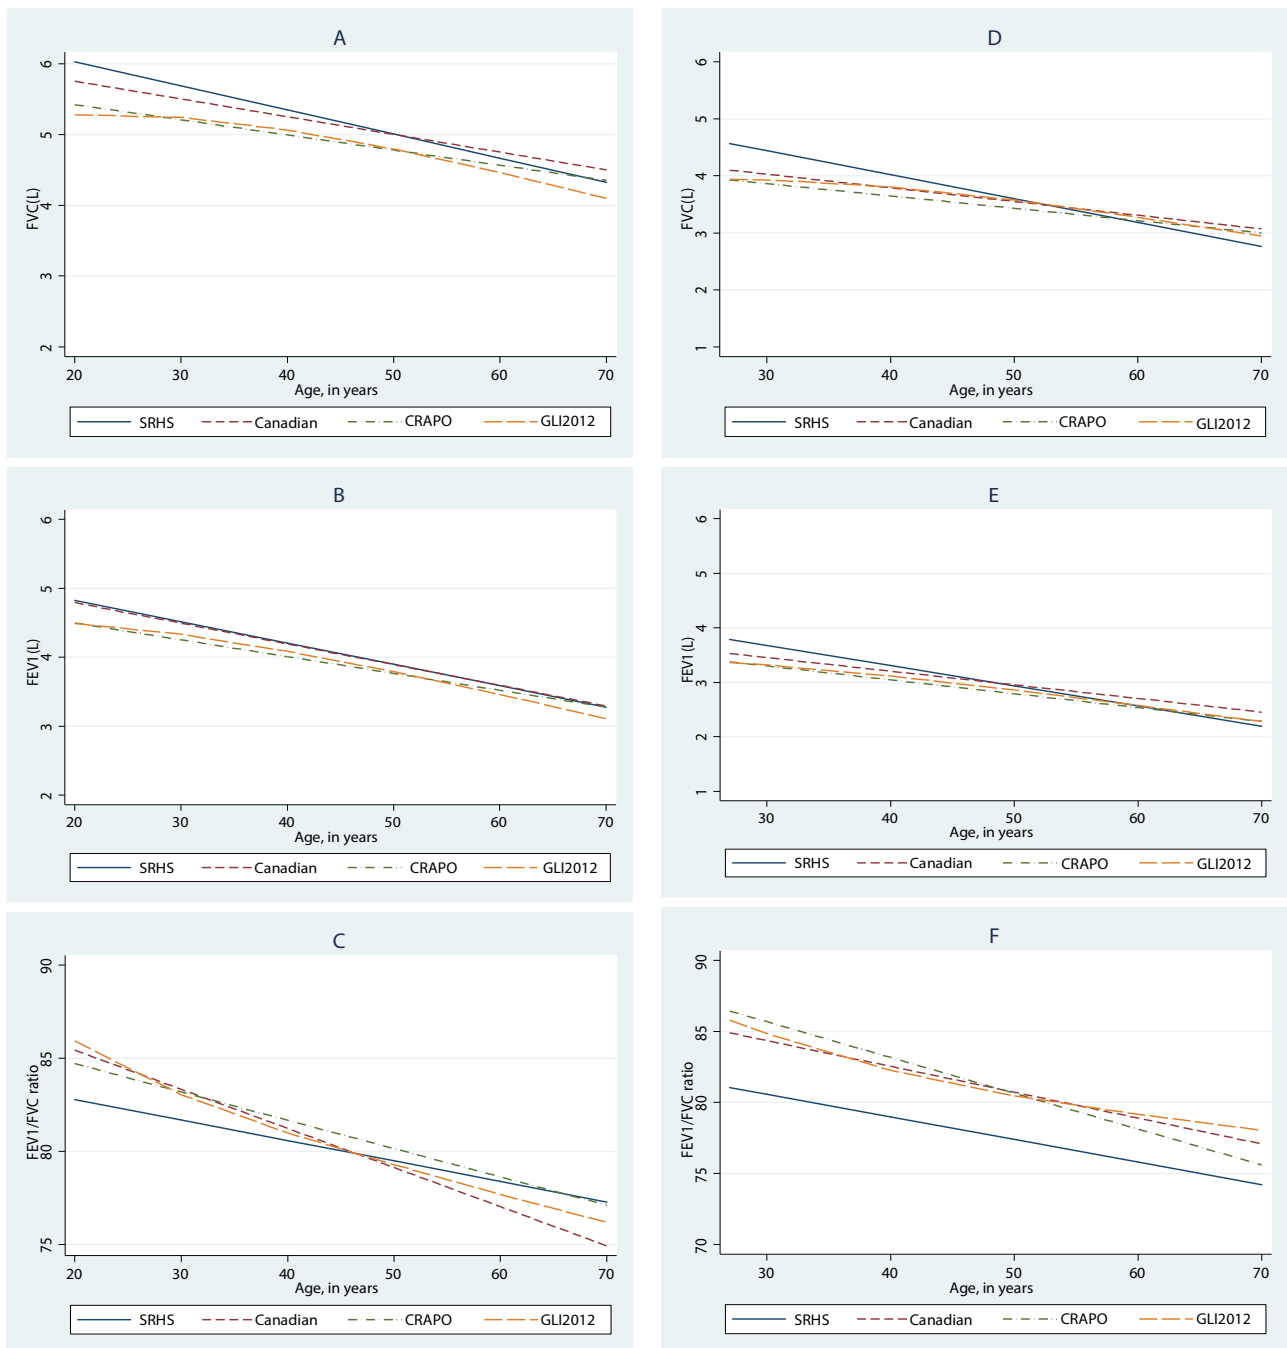 A
FVC(L)
6
5
4
3
2
20 30 40 50 60 70
Age, in years
SRHS Canadian CRAPO GLI2012
D
FVC(L)
6
5
4
3
2
1
30 40 50 60 70
Age, in years
SRHS Canadian CRAPO GLI2012
B
FEV1(L)
6
5
4
3
2
20 30 40 50 60 70
Age, in years
SRHS Canadian CRAPO GLI2012
E
FEV1(L)
6
5
4
3
2
1
30 40 50 60 70
Age, in years
SRHS Canadian CRAPO GLI2012
C
FEV1/FVC ratio
90
85
80
75
20 30 40 50 60 70
Age, in years
SRHS Canadian CRAPO GLI2012
F
FEV1/FVC ratio
90
85
80
75
70
30 40 50 60 70
Age, in years
SRHS Canadian CRAPO GLI2012